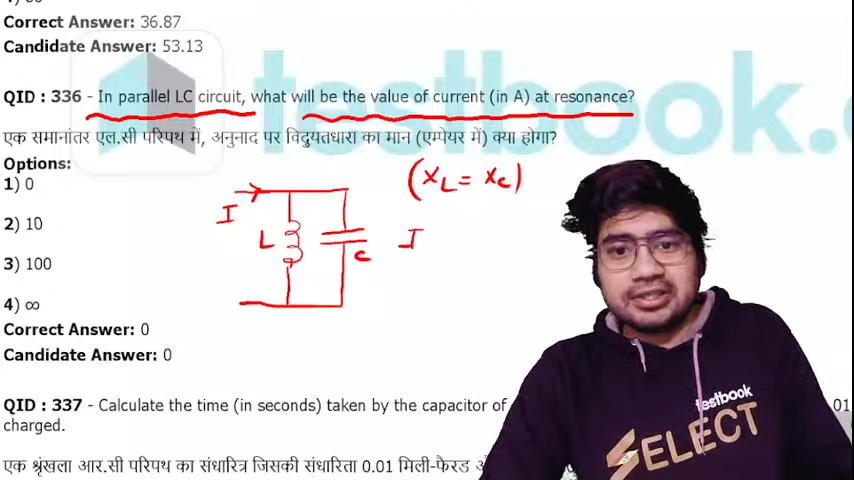 Correct Answer: 36.87
Candidate Answer: 53.13
testbook.c
QID : 336 - In parallel LC circuit, what will be the value of current (in A) at resonance?
एक समानांतर एल.सी परिपथ में, अनुनाद पर विद्युतधारा का मान (एम्पेयर में) क्या होगा?
Options:
1) 0
(XL = Xc)
I
2) 10
L
C
I
3) 100
4) ∞
Correct Answer: 0
Candidate Answer: 0
QID : 337 - Calculate the time (in seconds) taken by the capacitor of
01
charged.
testbook
SELECT
एक श्रृंखला आर.सी परिपथ का संधारित्र जिसकी संधारिता 0.01 मिली-फैरड